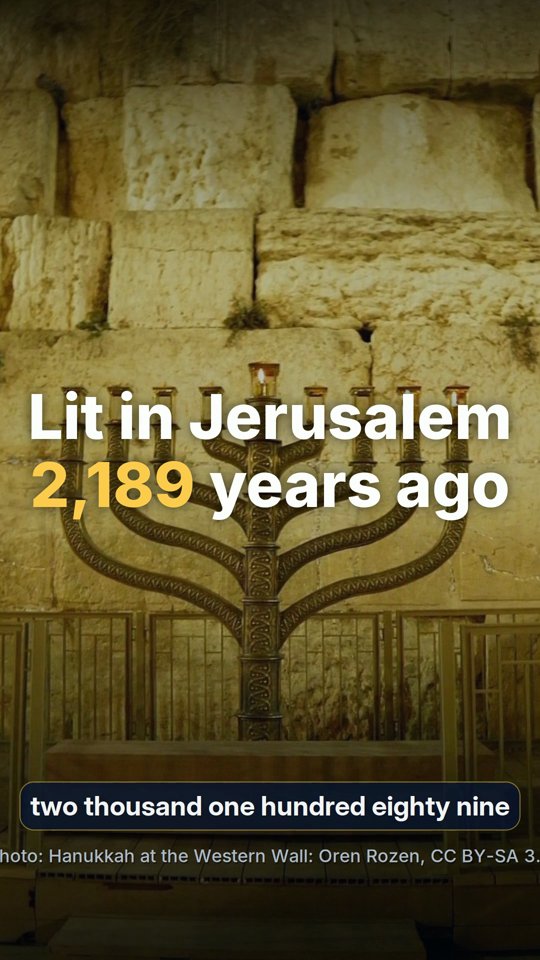 Lit in Jerusalem
2,189 years ago
two thousand one hundred eighty nine
hoto: Hanukkah at the Western Wall: Oren Rozen, CC BY-SA 3.